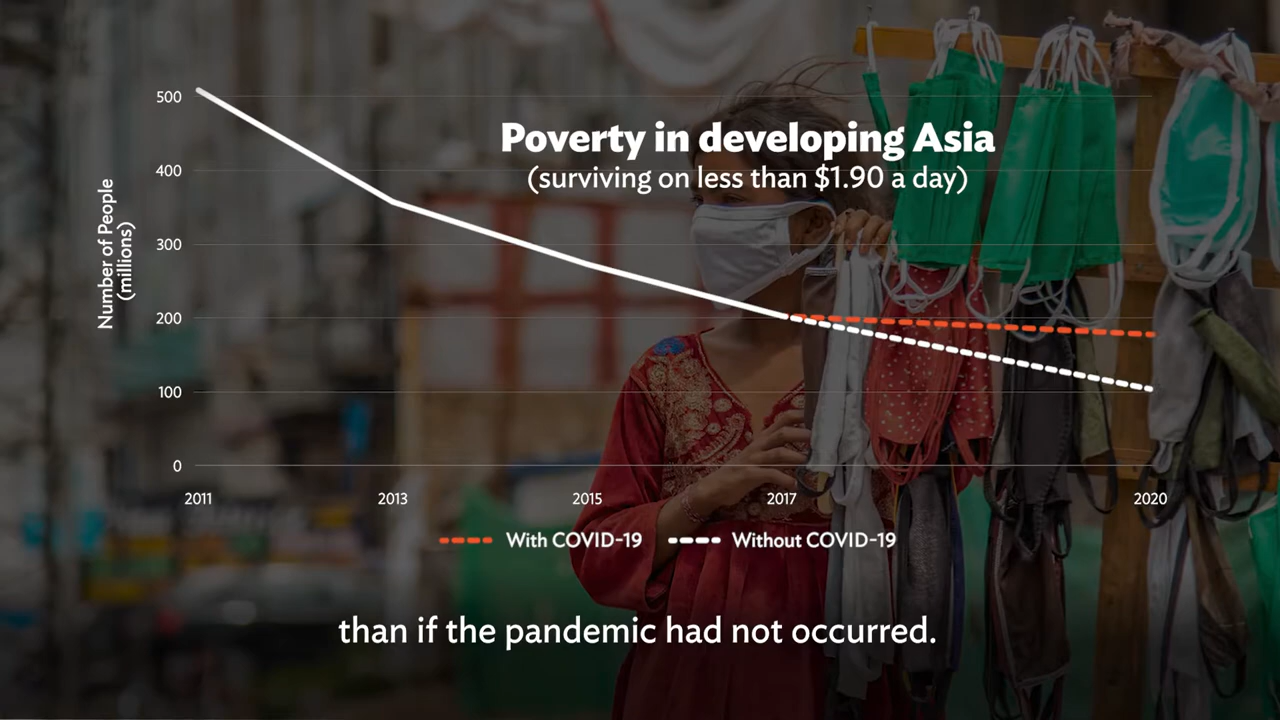 Poverty in developing Asia
(surviving on less than $1.90 a day)
Number of People
(millions)
500
400
300
200
100
0
2011 2013 2015 2017 2020
With COVID-19 Without COVID-19
than if the pandemic had not occurred.